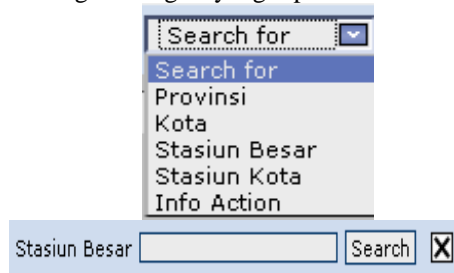 Search for
Search for
Provinsi
Kota
Stasiun Besar
Stasiun Kota
Info Action
Stasiun Besar Search X